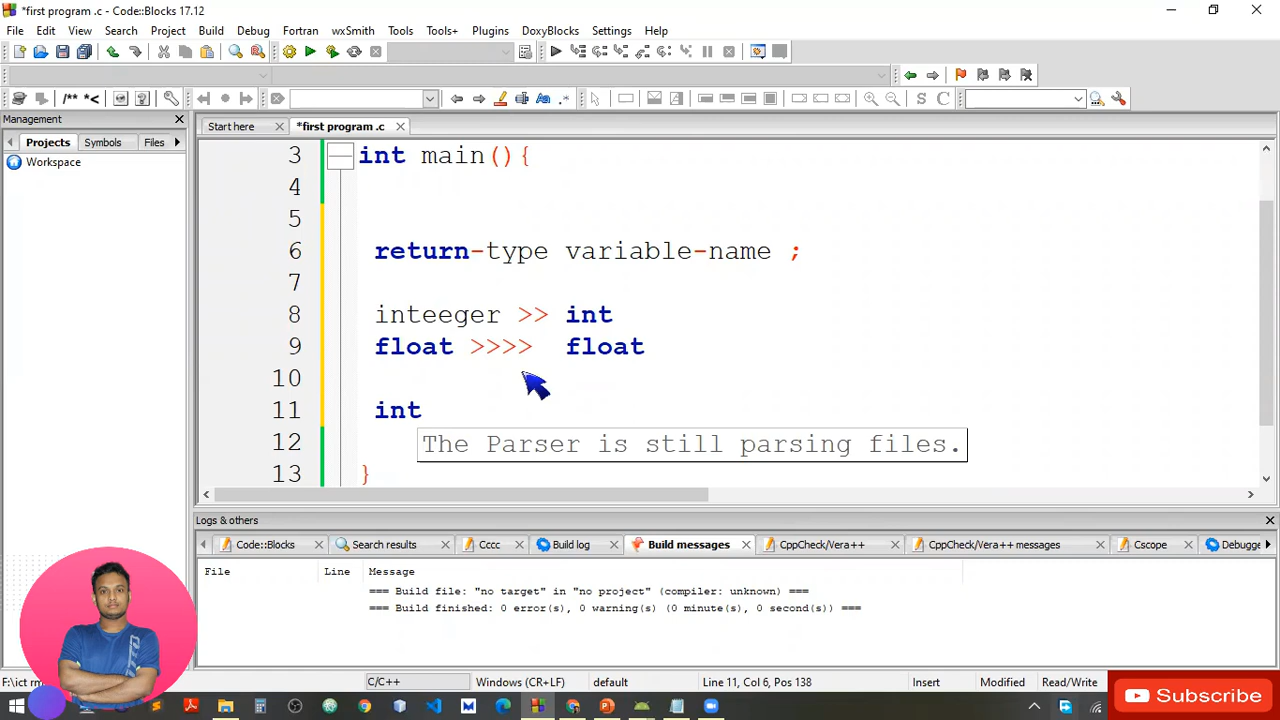 *first program .c - Code::Blocks 17.12
File Edit View Search Project Build Debug Fortran wxSmith Tools Tools+ Plugins DoxyBlocks Settings Help
/** *<
.*
S C
Management
Projects Symbols Files
Workspace
Start here *first program .c
3 int main(){
4
5
6 return-type variable-name ;
7
8 inteeger >> int
9 float >>>> float
10
11 int
The Parser is still parsing files.
12
13 }
Logs & others
Code::Blocks Search results Cccc Build log Build messages CppCheck/Vera++ CppCheck/Vera++ messages Cscope Debugge
File Line Message
=== Build file: "no target" in "no project" (compiler: unknown) ===
=== Build finished: 0 error(s), 0 warning(s) (0 minute(s), 0 second(s)) ===
F:\ict C/C++ Windows (CR+LF) default Line 11, Col 6, Pos 138 Insert Modified Read/Write
Subscribe